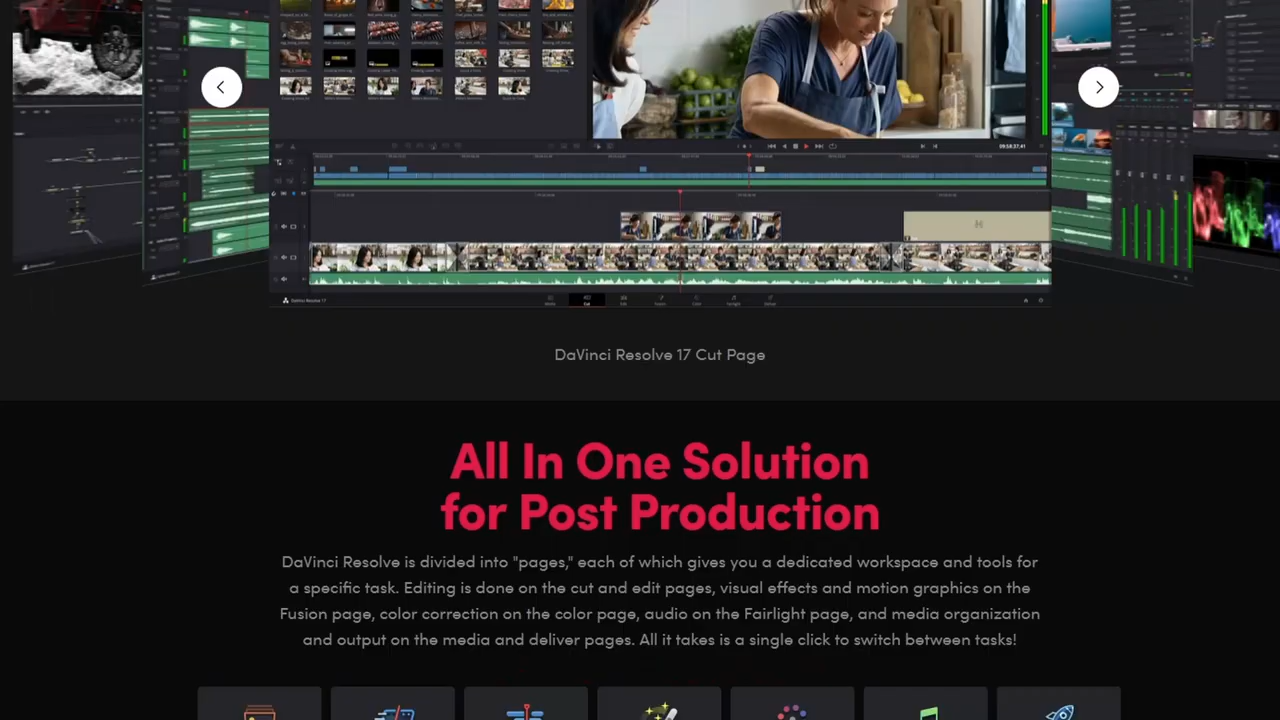 DaVinci Resolve 17
DaVinci Resolve 17 Cut Page
All In One Solution
for Post Production
DaVinci Resolve is divided into "pages," each of which gives you a dedicated workspace and tools for
a specific task. Editing is done on the cut and edit pages, visual effects and motion graphics on the
Fusion page, color correction on the color page, audio on the Fairlight page, and media organization
and output on the media and deliver pages. All it takes is a single click to switch between tasks!